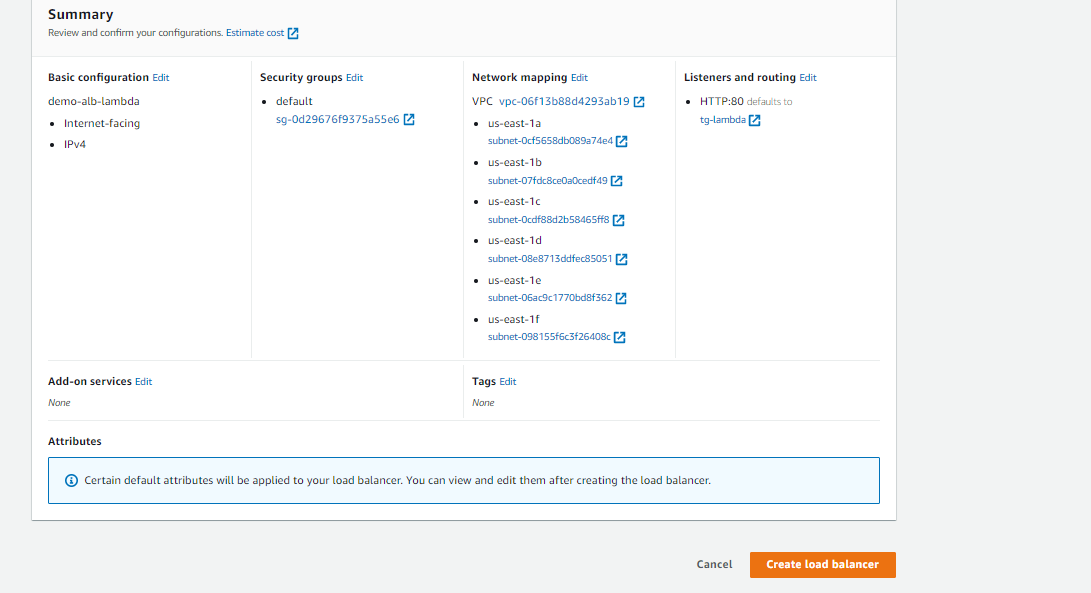 Summary
Review and confirm your configurations. Estimate cost
Basic configuration Edit
demo-alb-lambda
Internet-facing
IPv4
Security groups Edit
default
sg-0d29676f9375a55e6
Network mapping Edit
VPC vpc-06f13b88d4293ab19
us-east-1a
subnet-0cf5658db089a74e4
us-east-1b
subnet-07fdc8ce0a0cedf49
us-east-1c
subnet-0cdf88d2b58465ff8
us-east-1d
subnet-08e8713ddfec85051
us-east-1e
subnet-06ac9c1770bd8f362
us-east-1f
subnet-098155f6c3f26408c
Listeners and routing Edit
HTTP:80 defaults to
tg-lambda
Add-on services Edit
None
Tags Edit
None
Attributes
Certain default attributes will be applied to your load balancer. You can view and edit them after creating the load balancer.
Cancel
Create load balancer